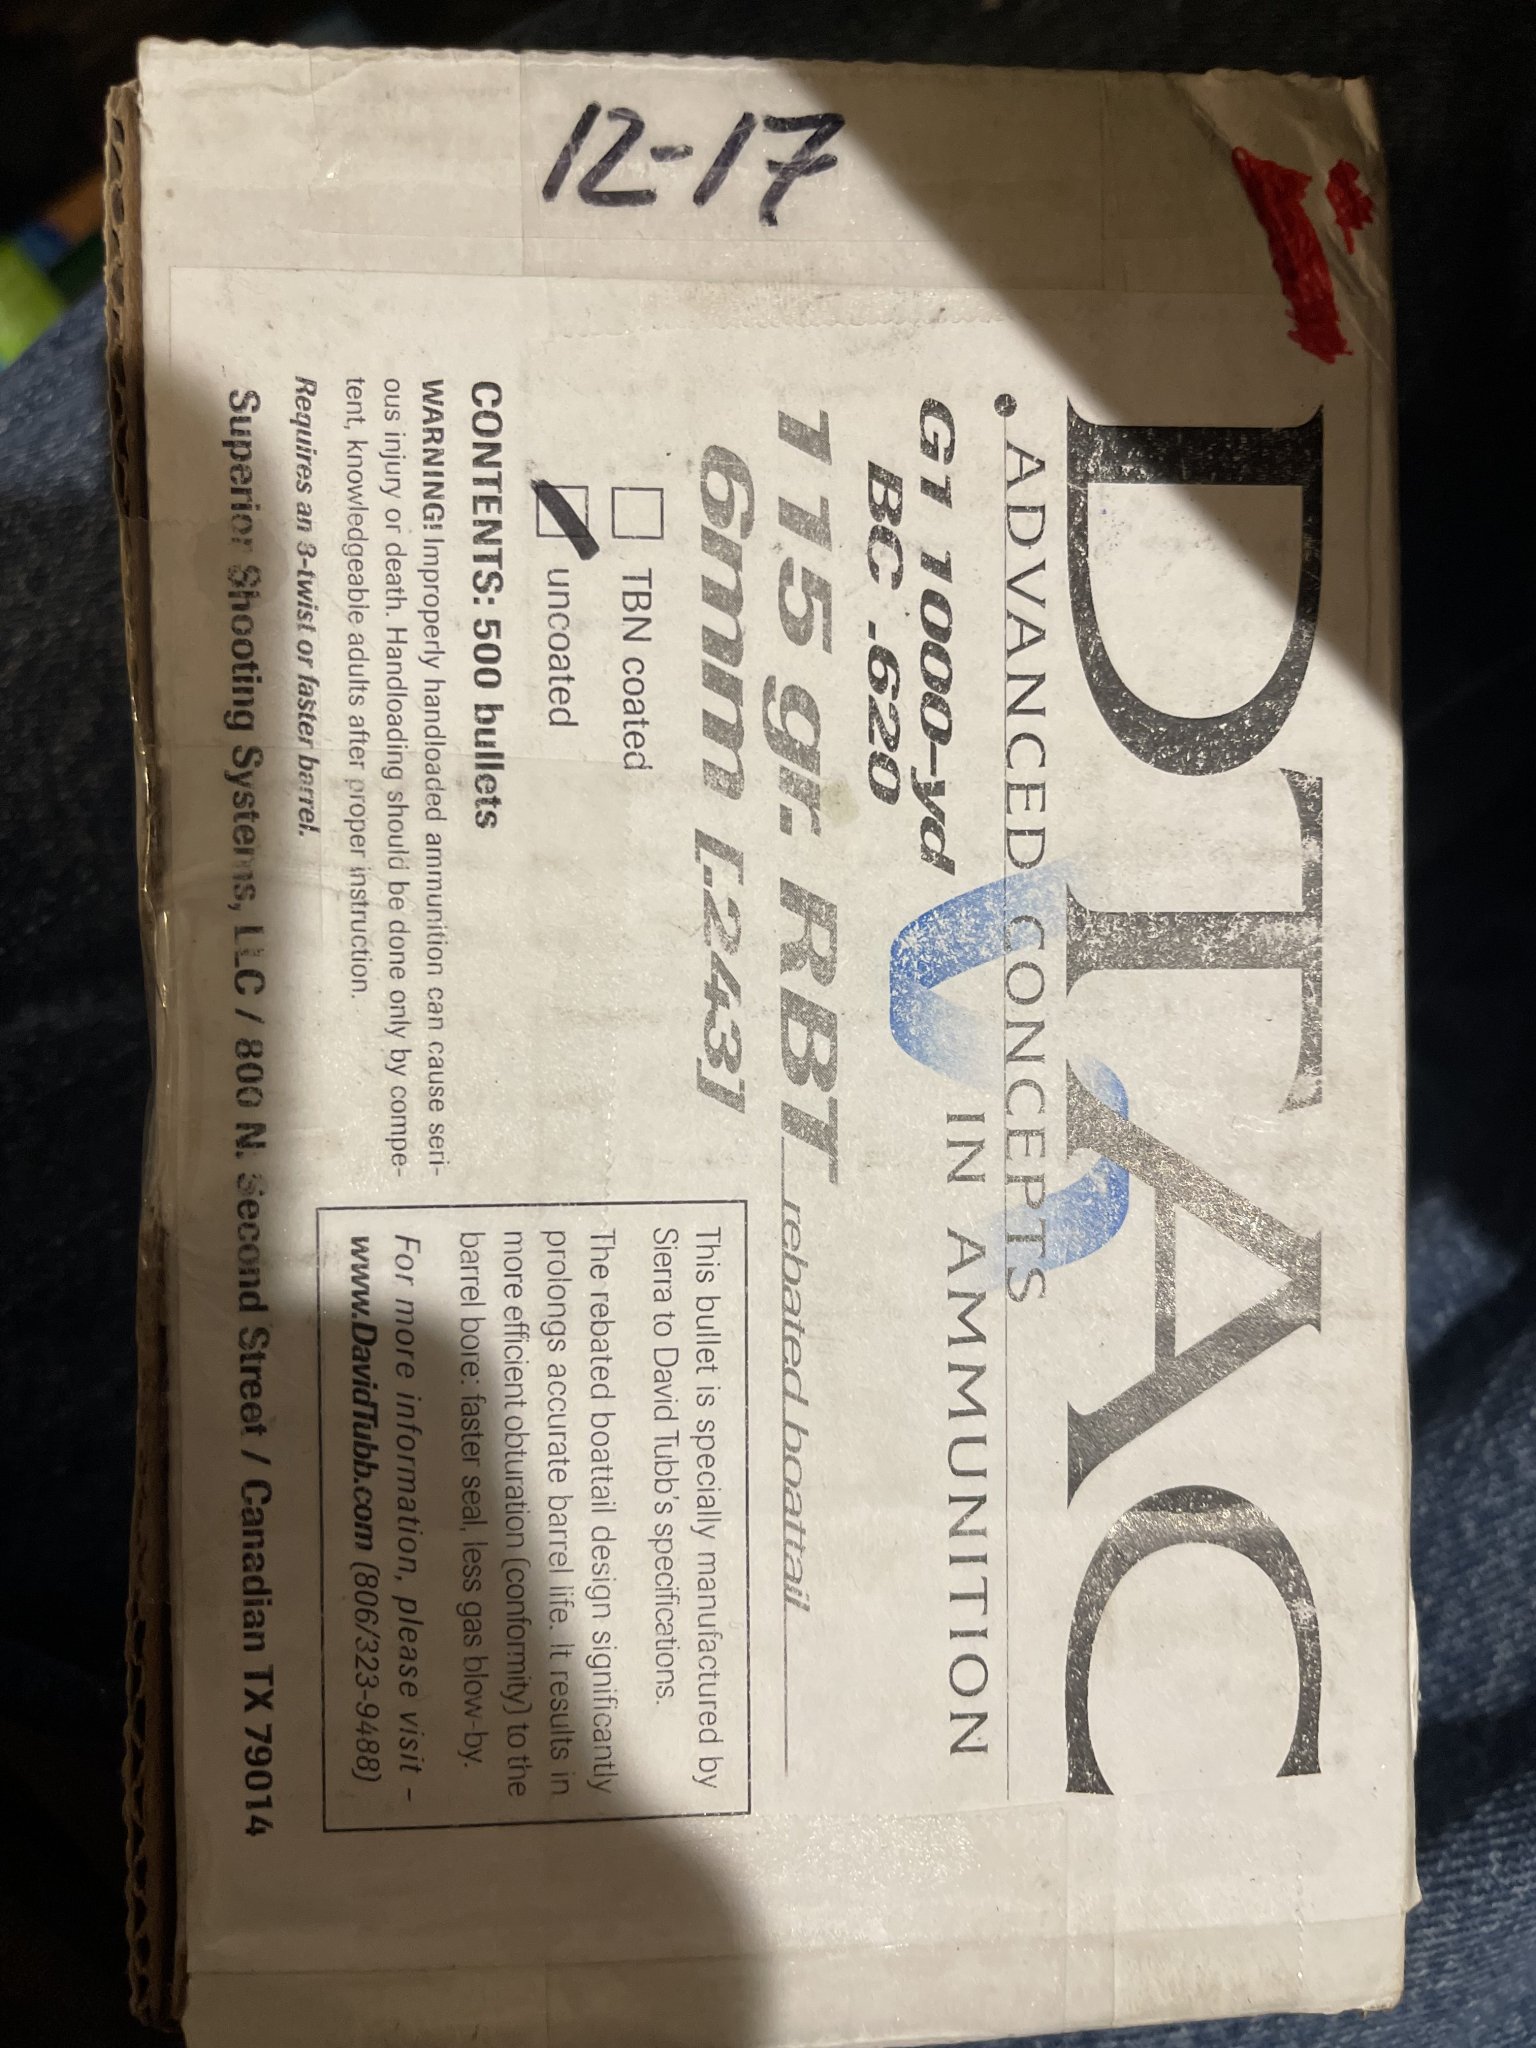 12-17
DTAC
. ADVANCED CONCEPTS
IN AMMUNITION
G1 1000-yd
BC .620
115 gr. RBT rebated boattail
6mm [.243]
TBN coated
uncoated
CONTENTS: 500 bullets
WARNING! Improperly handloaded ammunition can cause seri-
ous injury or death. Handloading should be done only by compe-
tent, knowledgeable adults after proper instruction.
Requires an 8-twist or faster barrel.
This bullet is specially manufactured by
Sierra to David Tubb's specifications.
The rebated boattail design significantly
prolongs accurate barrel life. It results in
more efficient obturation (conformity) to the
barrel bore: faster seal, less gas blow-by.
For more information, please visit -
www.DavidTubb.com (806/323-9488)
Superior Shooting Systems, LLC / 800 N. Second Street / Canadian TX 79014